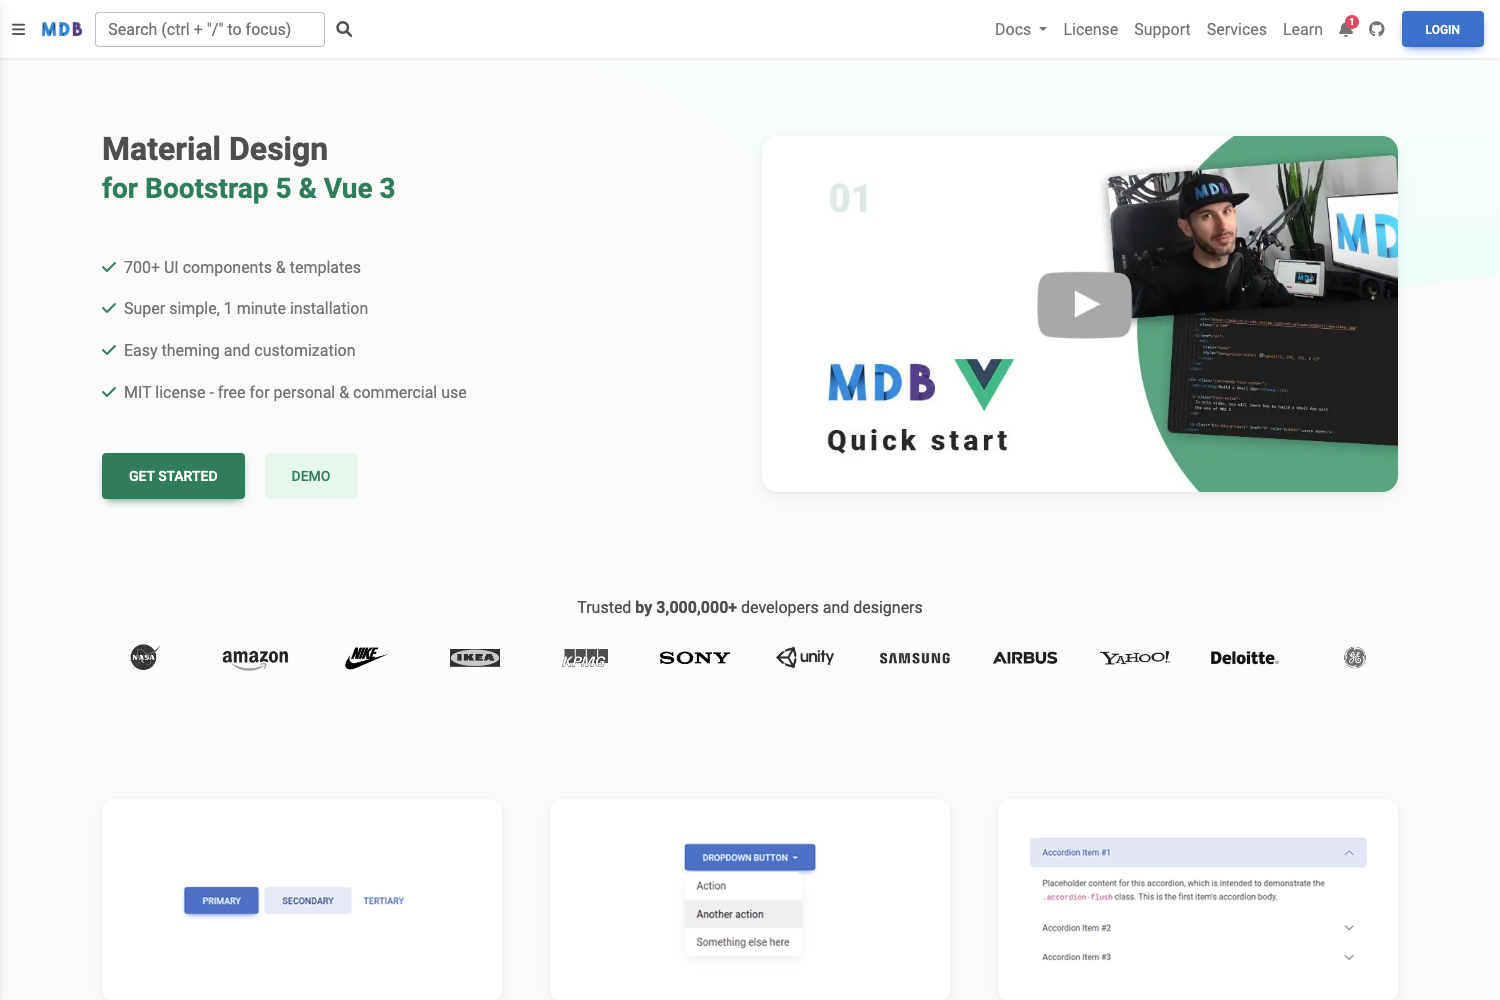 MDB
Search (ctrl + "/" to focus)
Docs
License
Support
Services
Learn
1
LOGIN
Material Design
for Bootstrap 5 & Vue 3
700+ UI components & templates
Super simple, 1 minute installation
Easy theming and customization
MIT license - free for personal & commercial use
GET STARTED
DEMO
01
MDB
MD
MDB
MDB
Quick start
Trusted by 3,000,000+ developers and designers
NASA
amazon
NIKE
IKEA
KPMG
SONY
unity
SAMSUNG
AIRBUS
YAHOO!
Deloitte.
PRIMARY
SECONDARY
TERTIARY
DROPDOWN BUTTON
Action
Another action
Something else here
Accordion Item #1
Placeholder content for this accordion, which is intended to demonstrate the
.accordion-flush class. This is the first item's accordion body.
Accordion Item #2
Accordion Item #3